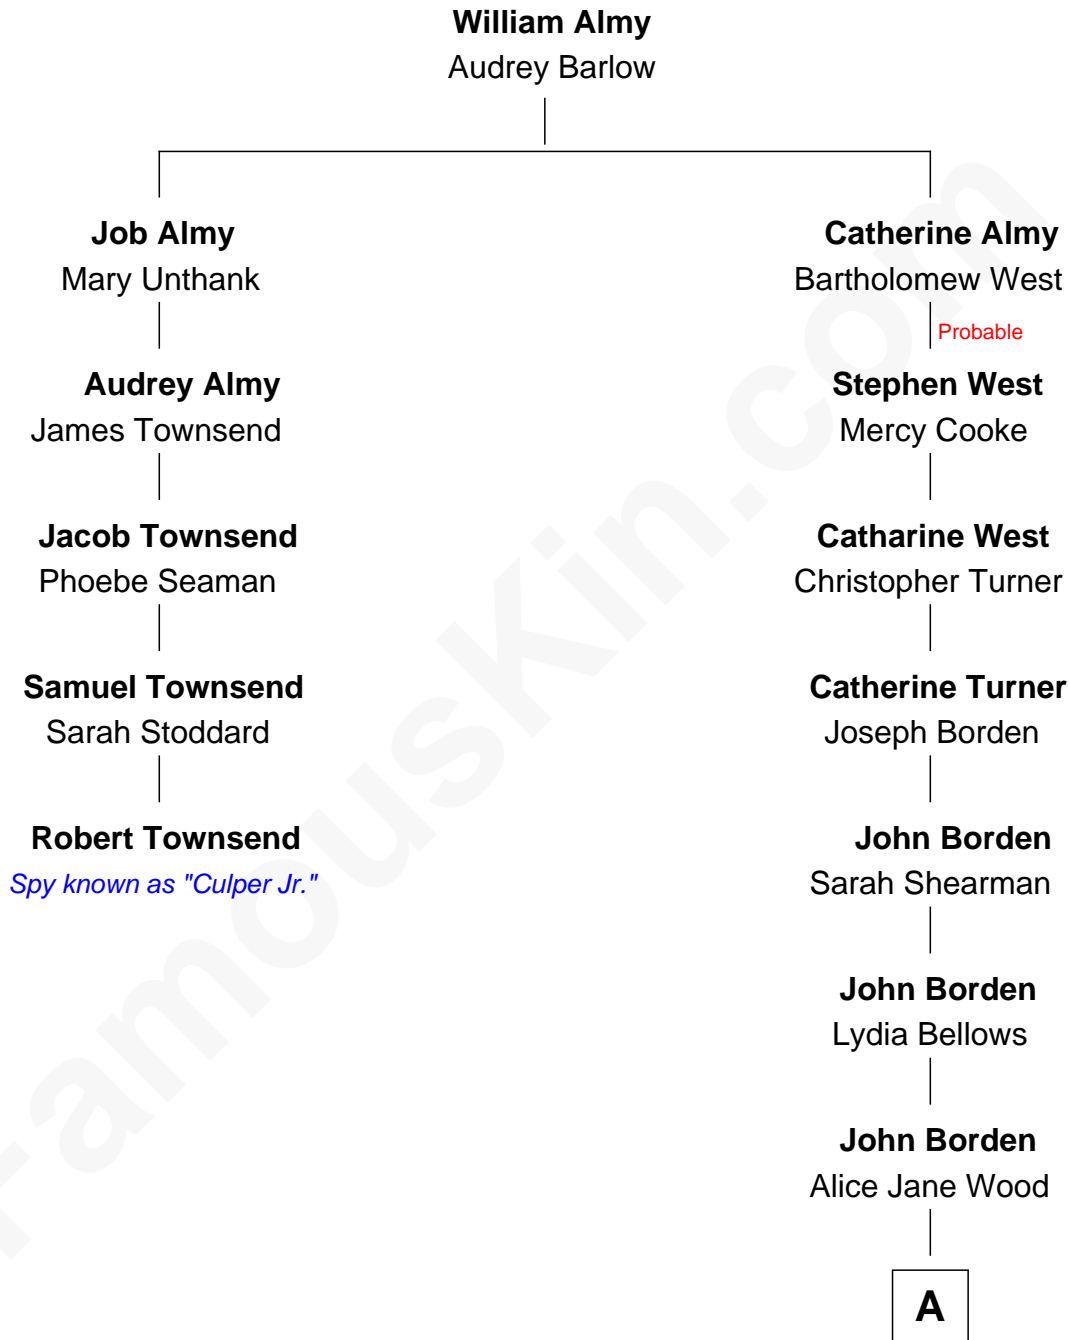 William Almy
Audrey Barlow
Job Almy
Mary Unthank
Audrey Almy
James Townsend
Jacob Townsend
Phoebe Seaman
Samuel Townsend
Sarah Stoddard
Robert Townsend
Spy known as "Culper Jr."
Catherine Almy
Bartholomew West
Probable
Stephen West
Mercy Cooke
Catharine West
Christopher Turner
Catherine Turner
Joseph Borden
John Borden
Sarah Shearman
John Borden
Lydia Bellows
John Borden
Alice Jane Wood
A
FamousKin.com